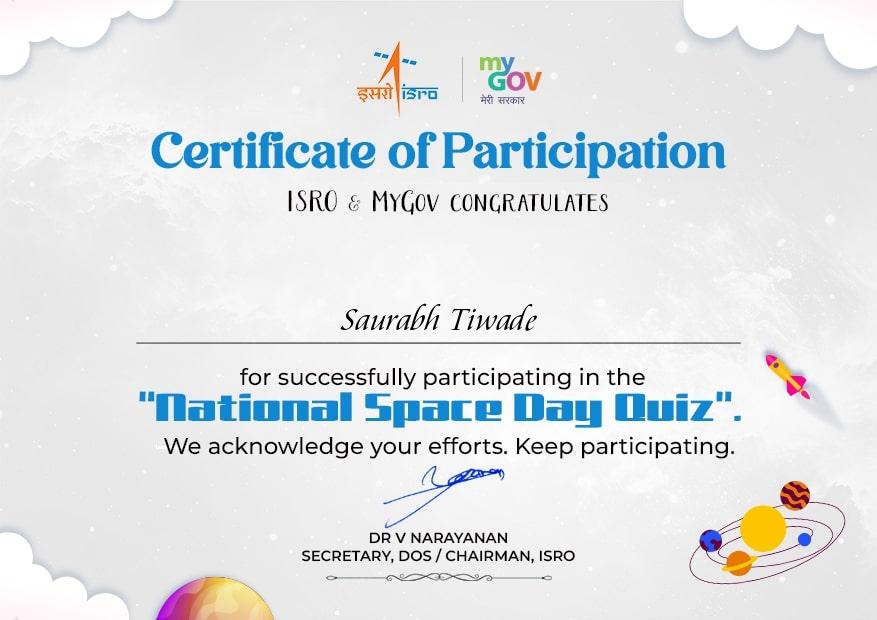 इसरो isro
my
GOV
मेरी सरकार
Certificate of Participation
ISRO & MYGOV CONGRATULATES
Saurabh Tiwade
for successfully participating in the
"National Space Day Quiz".
We acknowledge your efforts. Keep participating.
DR V NARAYANAN
SECRETARY, DOS / CHAIRMAN, ISRO